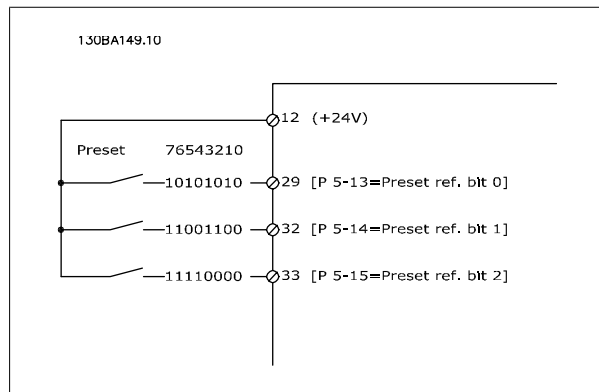 130BA149.10
12 (+24V)
Preset 76543210
10101010 29 [P 5-13=Preset ref. bit 0]
11001100 32 [P 5-14=Preset ref. bit 1]
11110000 33 [P 5-15=Preset ref. bit 2]